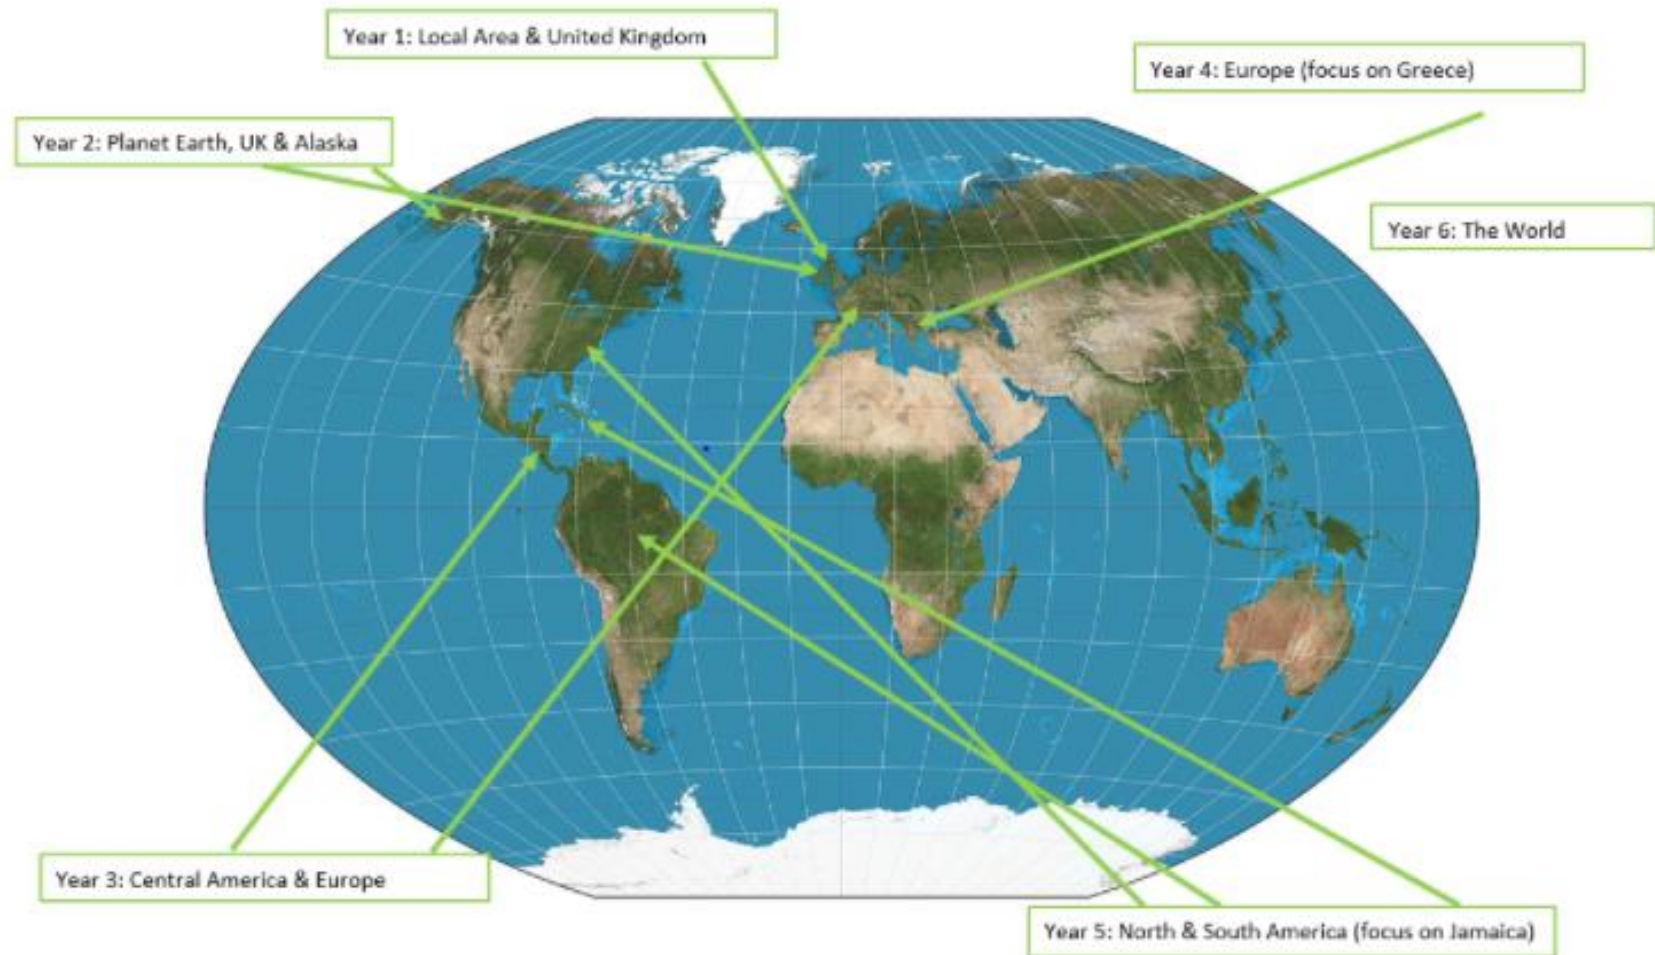 Year 1: Local Area & United Kingdom
Year 4: Europe (focus on Greece)
Year 2: Planet Earth, UK & Alaska
Year 6: The World
Year 3: Central America & Europe
Year 5: North & South America (focus on Jamaica)